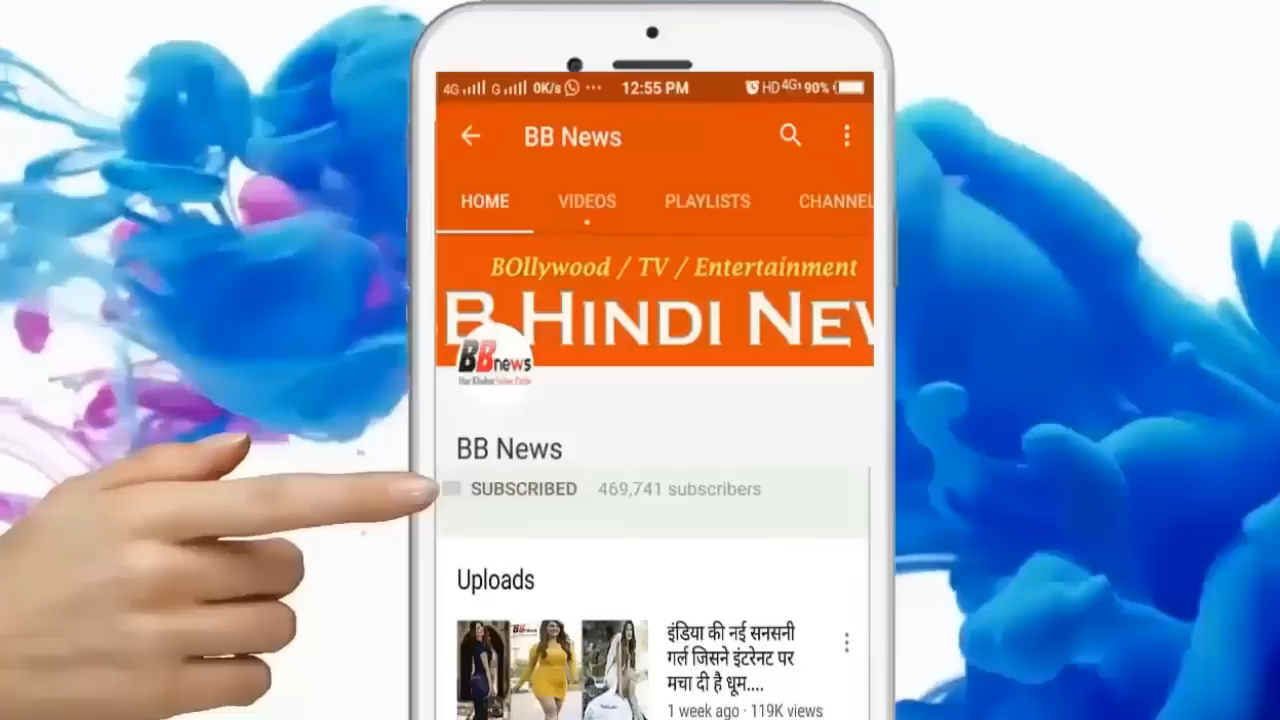 4G G 0K/s ... 12:55 PM HD 4G 90%
BB News
HOME VIDEOS PLAYLISTS CHANNEL
BOllywood / TV / Entertainment
B HINDI NEW
BBnews
BB News
SUBSCRIBED 469,741 subscribers
Uploads
इंडिया की नई सनसनी
गर्ल जिसने इंटरनेट पर
मचा दी है धूम....
1 week ago · 119K views